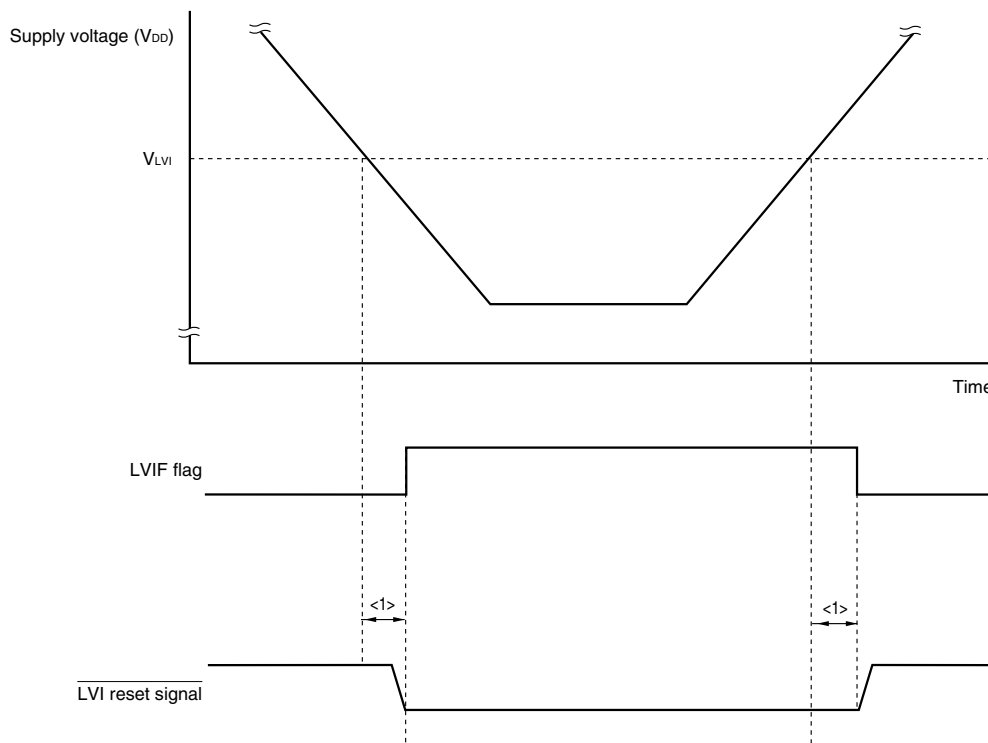 Supply voltage (VDD)
VLVI
Time
LVIF flag
<1>
<1>
LVI reset signal